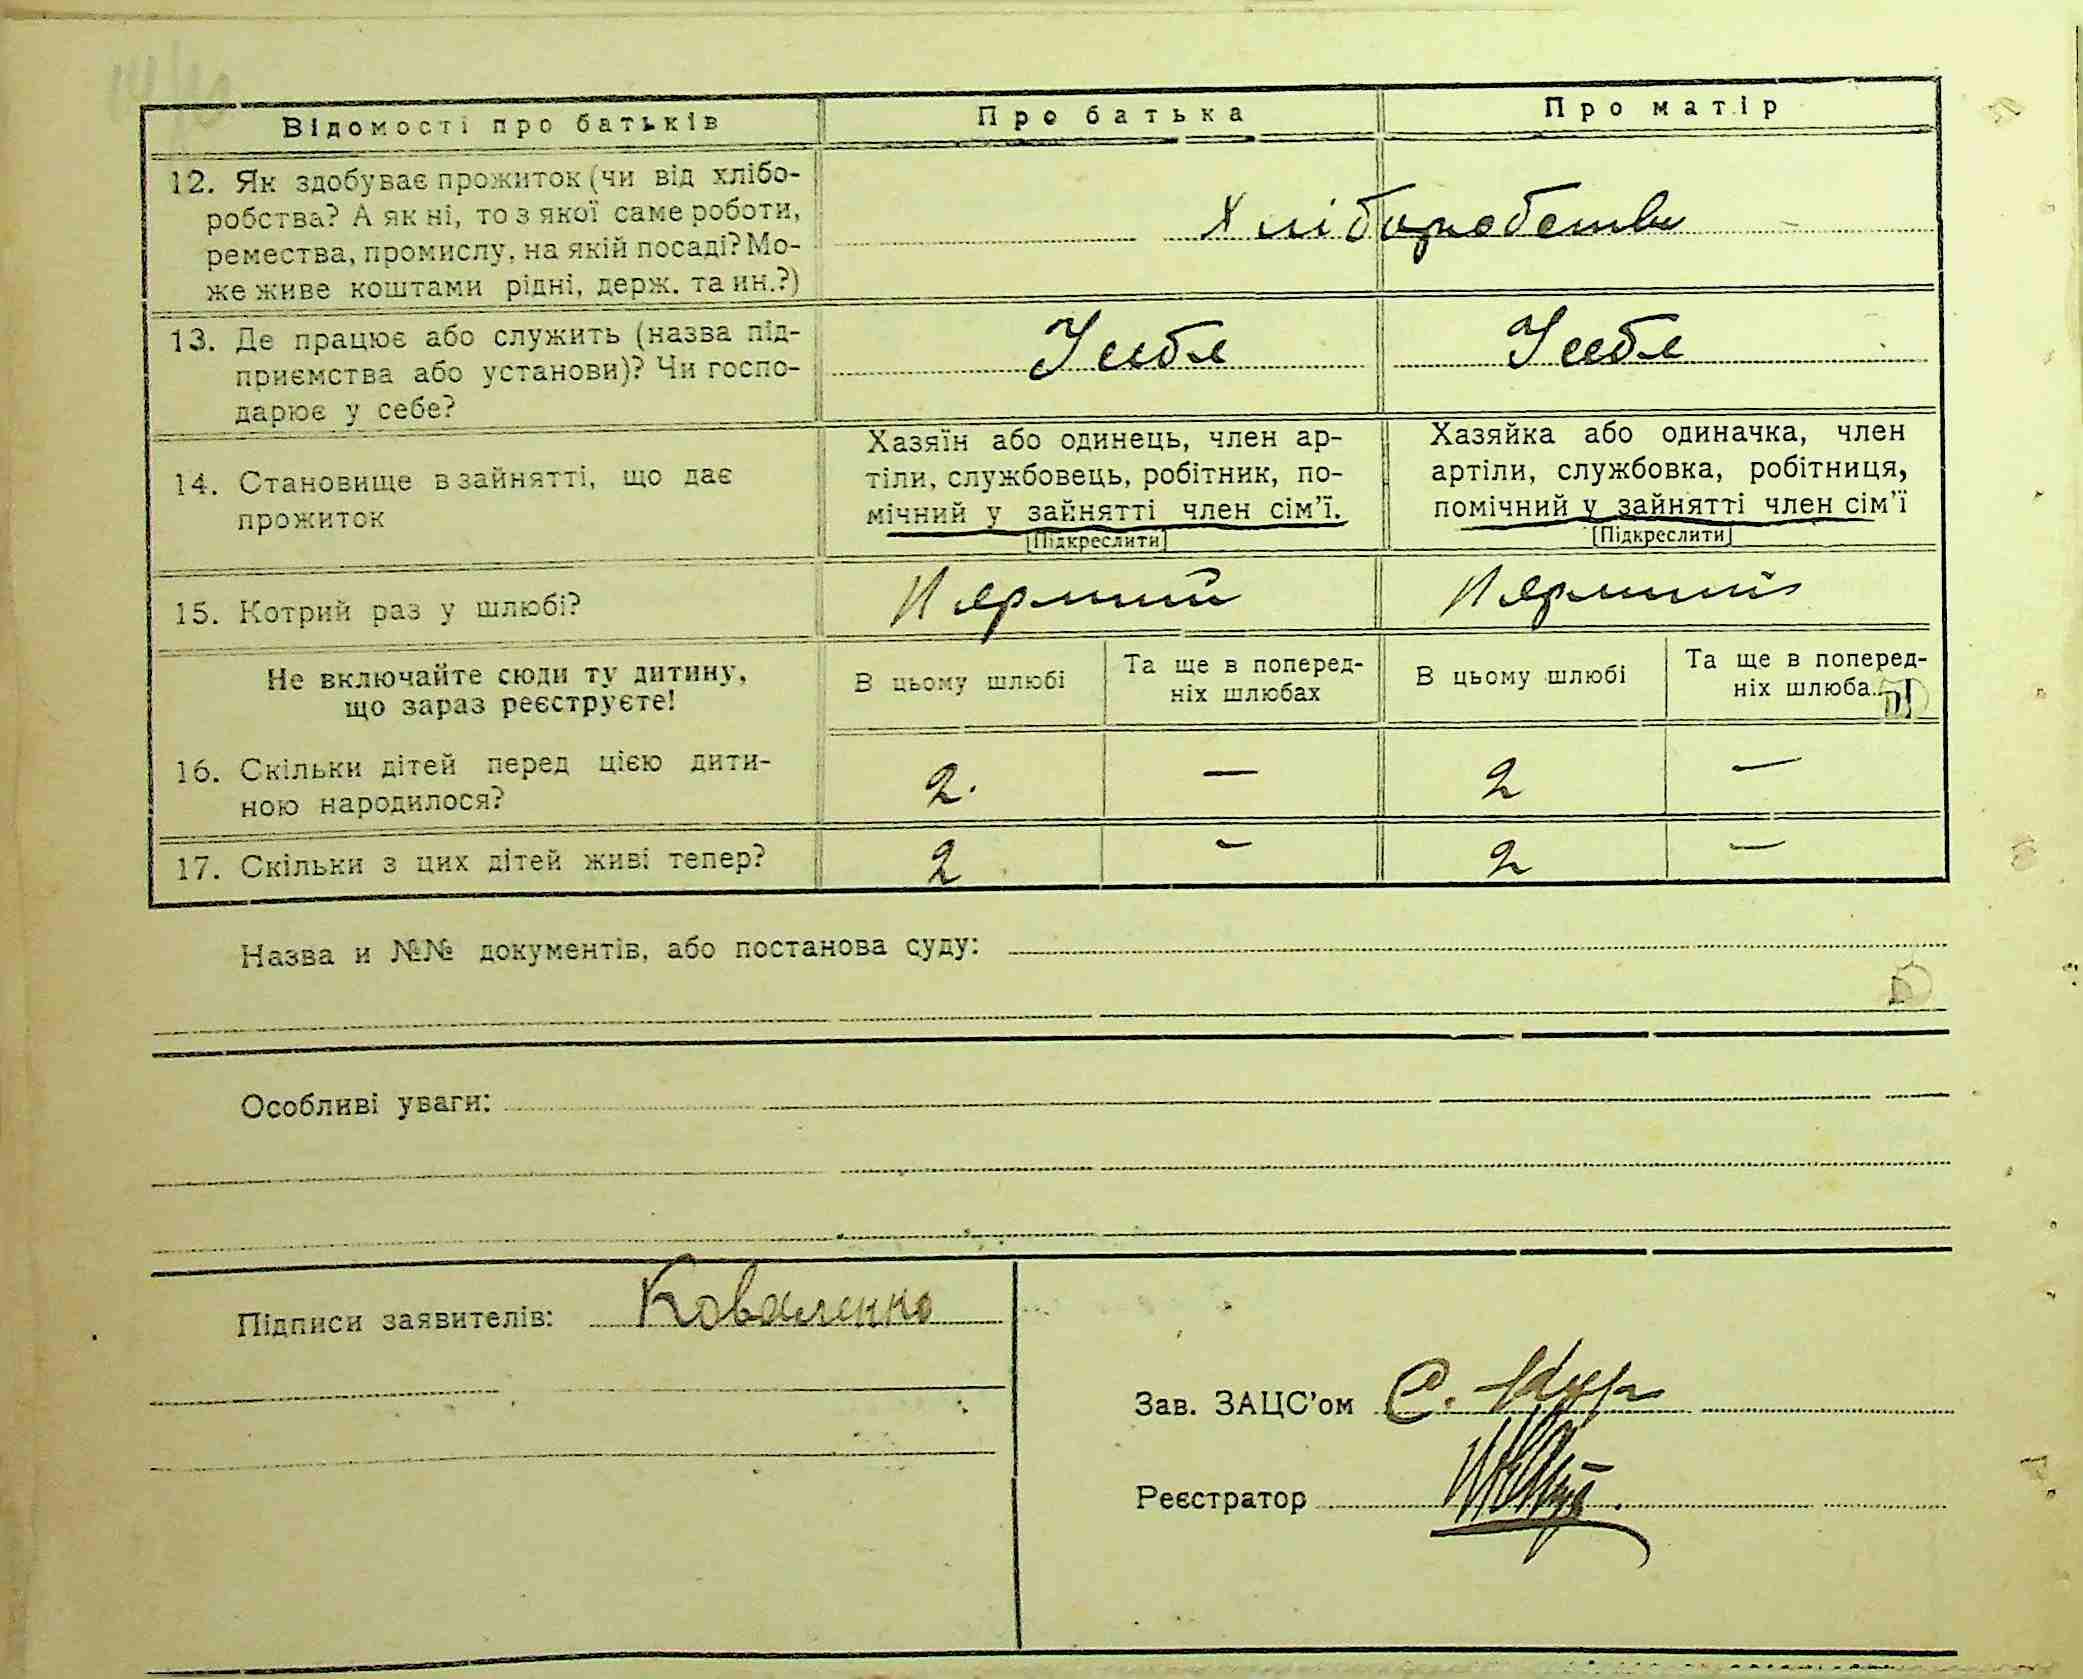 Відомості про батьків
Про батька
Про матір
12. Як здобуває прожиток (чи від хлібо-
робства? А як ні, то з якої саме роботи,
ремества, промислу, на якій посаді? Мо-
же живе коштами рідні, держ. та ин.?)
Хліборобство
13. Де працює або служить (назва під-
приємства або установи)? Чи госпо-
дарює у себе?
У себе
У себе
14. Становище в зайнятті, що дає
прожиток
Хазяїн або одинець, член ар-
тіли, службовець, робітник, по-
мічний у зайнятті член сім'ї.
[Підкреслити]
Хазяйка або одиначка, член
артіли, службовка, робітниця,
помічний у зайнятті член сім'ї
[Підкреслити]
15. Котрий раз у шлюбі?
Перший
Перший
Не включайте сюди ту дитину,
що зараз реєструєте!
В цьому шлюбі
Та ще в поперед-
ніх шлюбах
В цьому шлюбі
Та ще в поперед-
ніх шлюба
16. Скільки дітей перед цією дити-
ною народилося?
2. — 2 —
17. Скільки з цих дітей живі тепер?
2 — 2 —
Назва и №№ документів, або постанова суду:
Особливі уваги:
Підписи заявителів: Коваленко
Зав. ЗАЦС'ом С.
Реєстратор